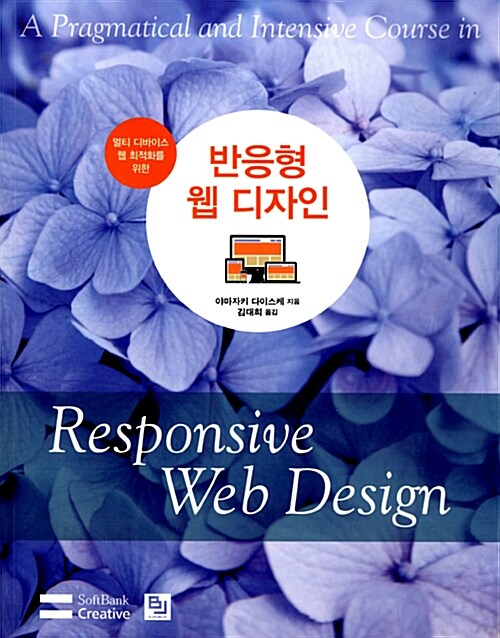 A Pragmatical and Intensive Course in
멀티 디바이스
웹 최적화를
위한
반응형
웹 디자인
야마자키 다이스케 지음
김대희 옮김
Responsive
Web Design
SoftBank
Creative
BJ